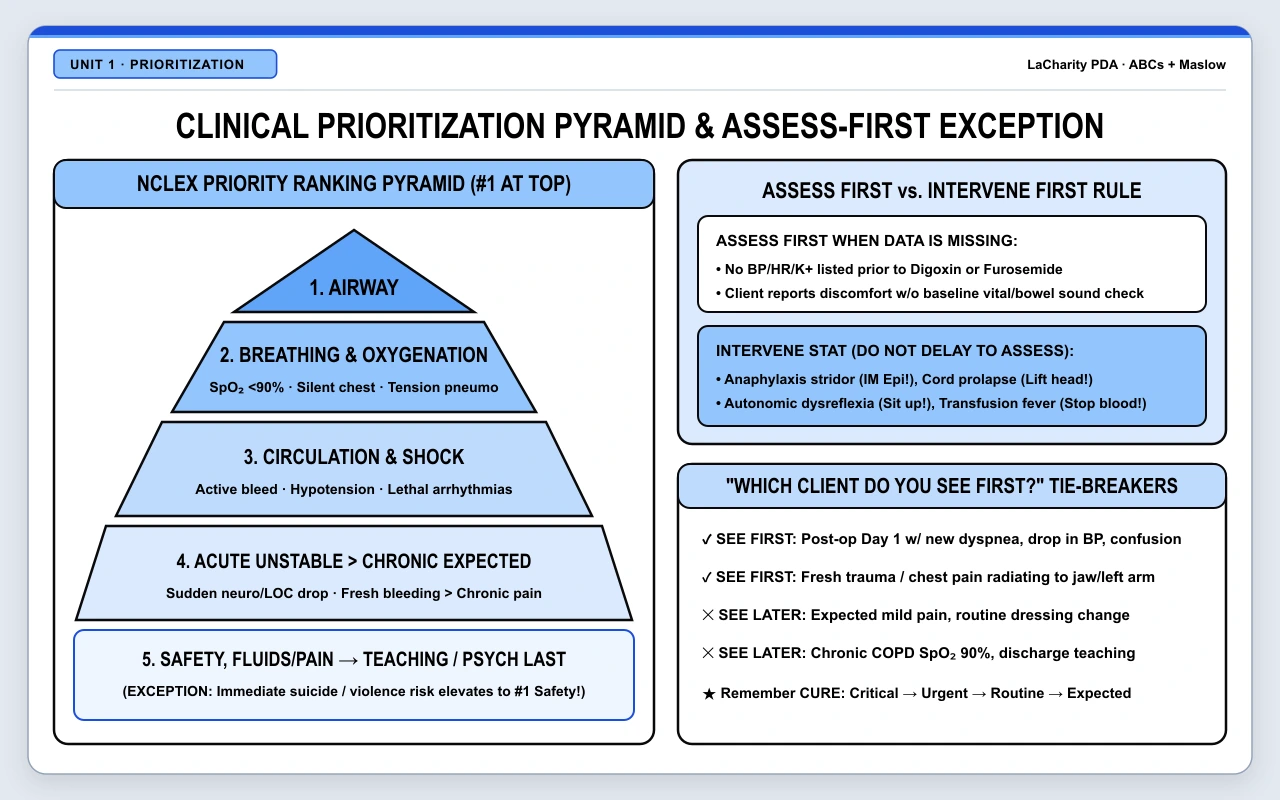 UNIT 1 · PRIORITIZATION
LaCharity PDA · ABCs + Maslow
CLINICAL PRIORITIZATION PYRAMID & ASSESS-FIRST EXCEPTION
NCLEX PRIORITY RANKING PYRAMID (#1 AT TOP)
1. AIRWAY
2. BREATHING & OXYGENATION
SpO₂ <90% · Silent chest · Tension pneumo
3. CIRCULATION & SHOCK
Active bleed · Hypotension · Lethal arrhythmias
4. ACUTE UNSTABLE > CHRONIC EXPECTED
Sudden neuro/LOC drop · Fresh bleeding > Chronic pain
5. SAFETY, FLUIDS/PAIN → TEACHING / PSYCH LAST
(EXCEPTION: Immediate suicide / violence risk elevates to #1 Safety!)
ASSESS FIRST vs. INTERVENE FIRST RULE
ASSESS FIRST WHEN DATA IS MISSING:
• No BP/HR/K+ listed prior to Digoxin or Furosemide
• Client reports discomfort w/o baseline vital/bowel sound check
INTERVENE STAT (DO NOT DELAY TO ASSESS):
• Anaphylaxis stridor (IM Epi!), Cord prolapse (Lift head!)
• Autonomic dysreflexia (Sit up!), Transfusion fever (Stop blood!)
"WHICH CLIENT DO YOU SEE FIRST?" TIE-BREAKERS
✓ SEE FIRST: Post-op Day 1 w/ new dyspnea, drop in BP, confusion
✓ SEE FIRST: Fresh trauma / chest pain radiating to jaw/left arm
✕ SEE LATER: Expected mild pain, routine dressing change
✕ SEE LATER: Chronic COPD SpO₂ 90%, discharge teaching
★ Remember CURE: Critical → Urgent → Routine → Expected